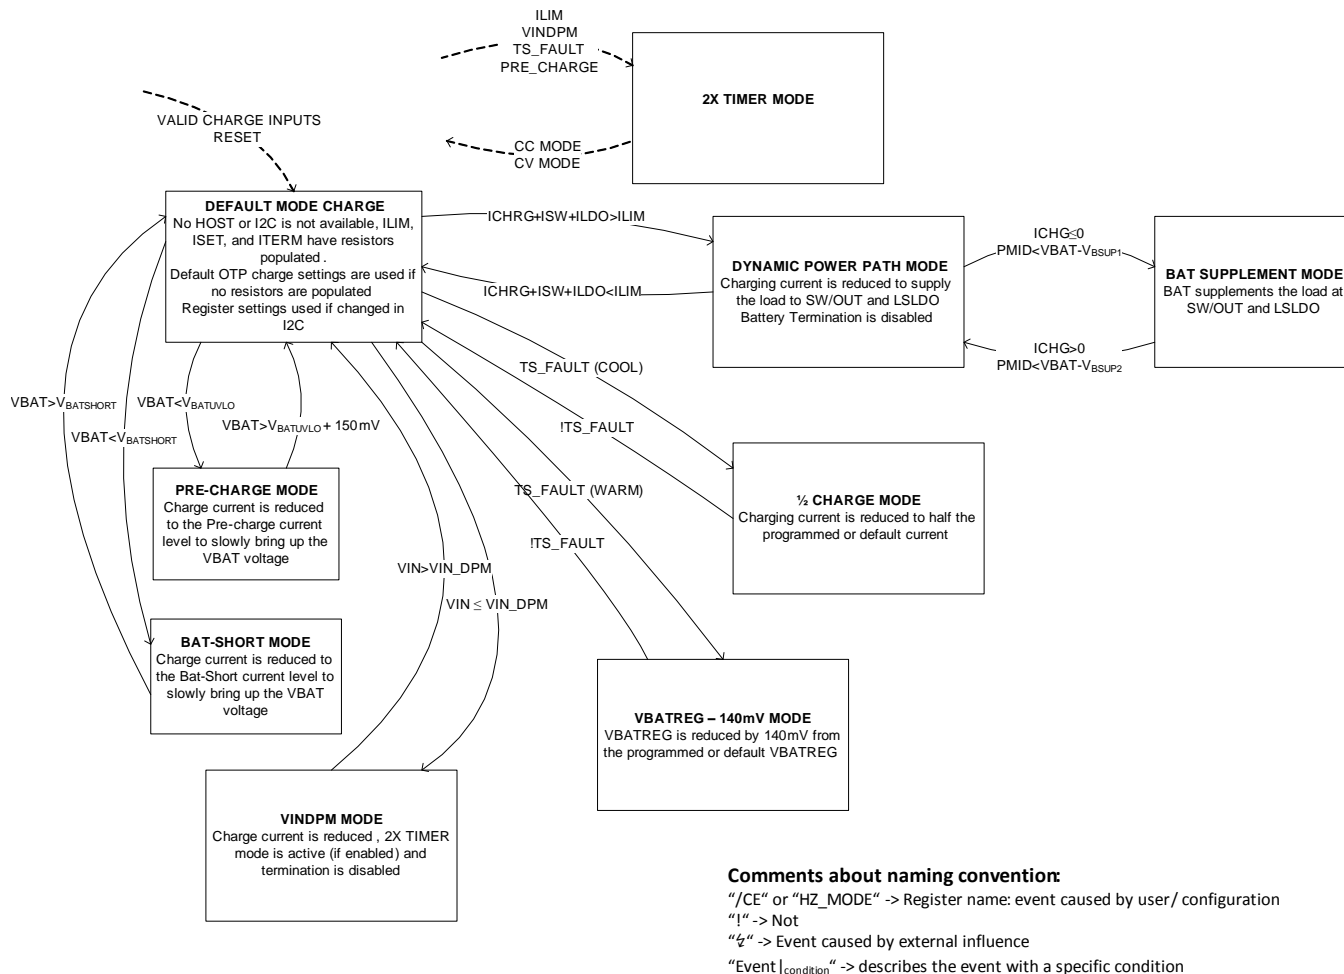 ILIM
VINDPM
TS_FAULT
PRE_CHARGE
2X TIMER MODE
VALID CHARGE INPUTS
RESET
CC MODE
CV MODE
DEFAULT MODE CHARGE
No HOST or I2C is not available, ILIM,
ISET, and ITERM have resistors
populated .
Default OTP charge settings are used if
no resistors are populated
Register settings used if changed in
I2C
ICHRG+ISW+ILDO>ILIM
ICHRG+ISW+ILDO<ILIM
DYNAMIC POWER PATH MODE
Charging current is reduced to supply
the load to SW/OUT and LSLDO
Battery Termination is disabled
ICHG≤0
PMID<VBAT-VBSUP1
ICHG>0
PMID<VBAT-VBSUP2
BAT SUPPLEMENT MODE
BAT supplements the load at
SW/OUT and LSLDO
TS_FAULT (COOL)
!TS_FAULT
VBAT>VBATSHORT
VBAT<VBATUVLO
VBAT<VBATSHORT
VBAT>VBATUVLO + 150mV
PRE-CHARGE MODE
Charge current is reduced
to the Pre-charge current
level to slowly bring up the
VBAT voltage
TS_FAULT (WARM)
!TS_FAULT
½ CHARGE MODE
Charging current is reduced to half the
programmed or default current
VIN>VIN_DPM
VIN ≤ VIN_DPM
BAT-SHORT MODE
Charge current is reduced to
the Bat-Short current level to
slowly bring up the VBAT
voltage
VBATREG – 140mV MODE
VBATREG is reduced by 140mV from
the programmed or default VBATREG
VINDPM MODE
Charge current is reduced , 2X TIMER
mode is active (if enabled) and
termination is disabled
Comments about naming convention:
“/CE“ or “HZ_MODE“ -> Register name: event caused by user/ configuration
“!“ -> Not
“↯“ -> Event caused by external influence
“Event|condition“ -> describes the event with a specific condition